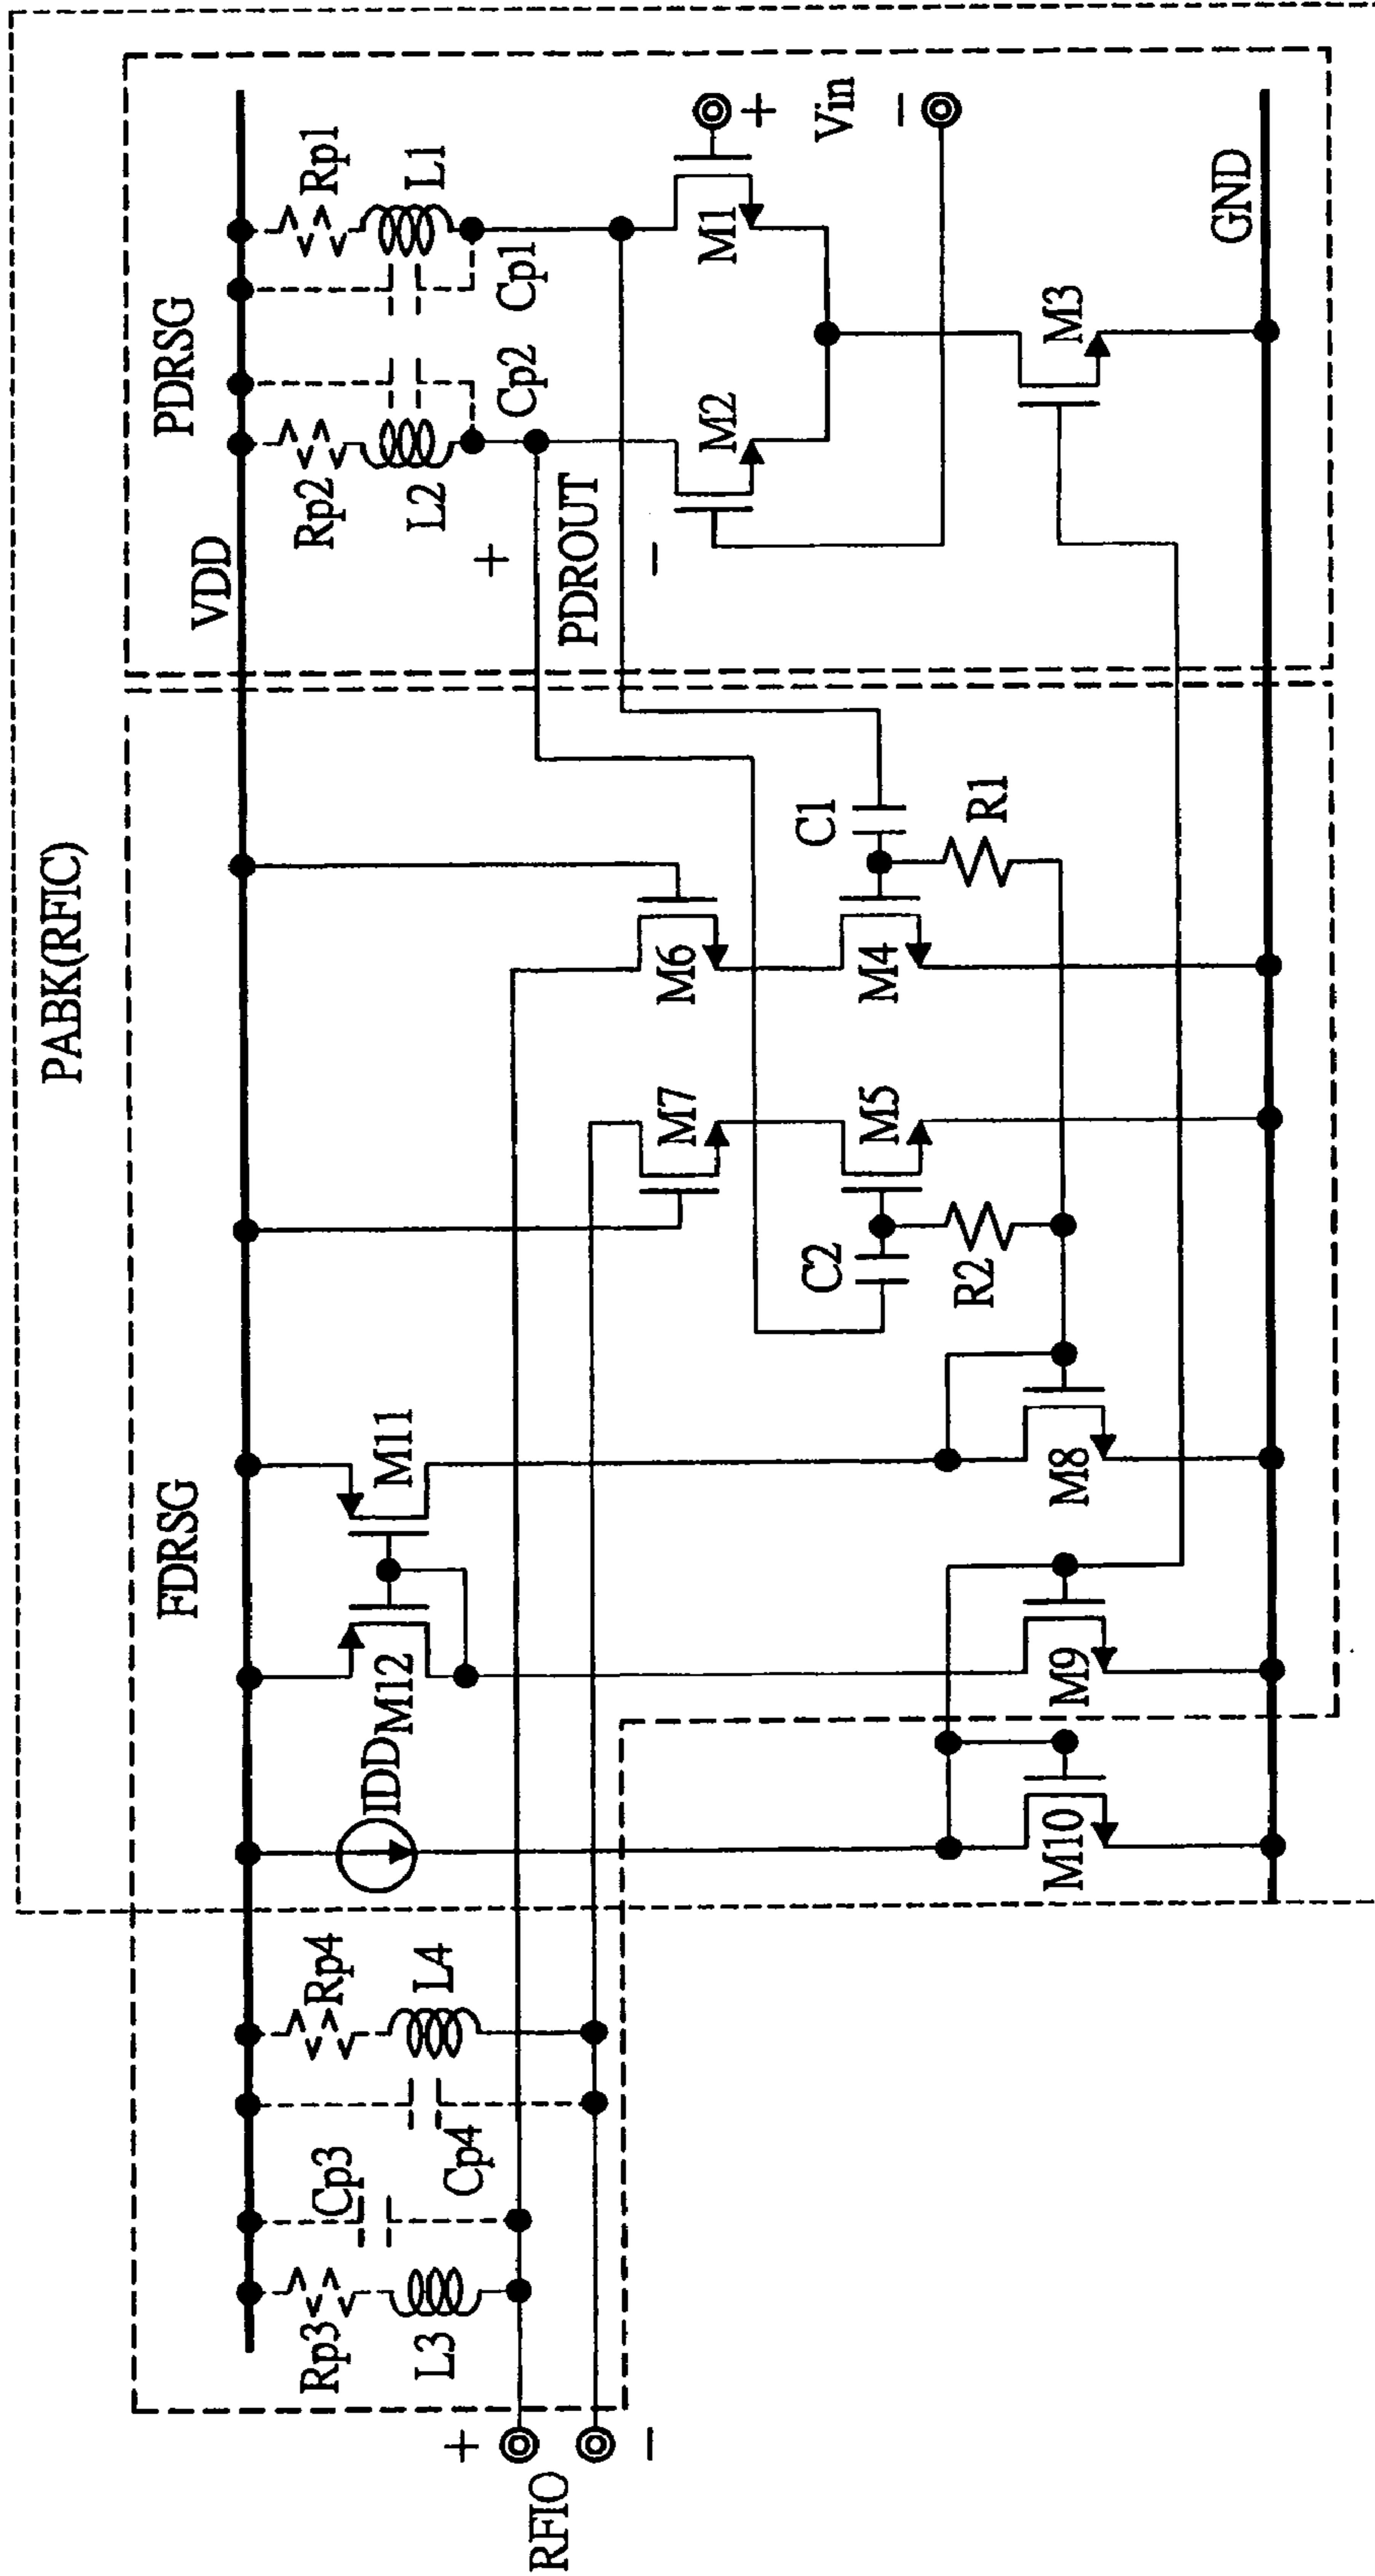 PABK(RFIC)
FDRSG
PDRSG
VDD
Rp3
Cp3
Rp4
IDD
M12
M11
Rp2
Rp1
L3
Cp4
L4
L2
L1
Cp2
Cp1
+
RFIO
−
+
PDROUT
−
M7
M6
M2
M1
+
Vin
−
C2
M5
M4
C1
R2
R1
M10
M9
M8
M3
GND